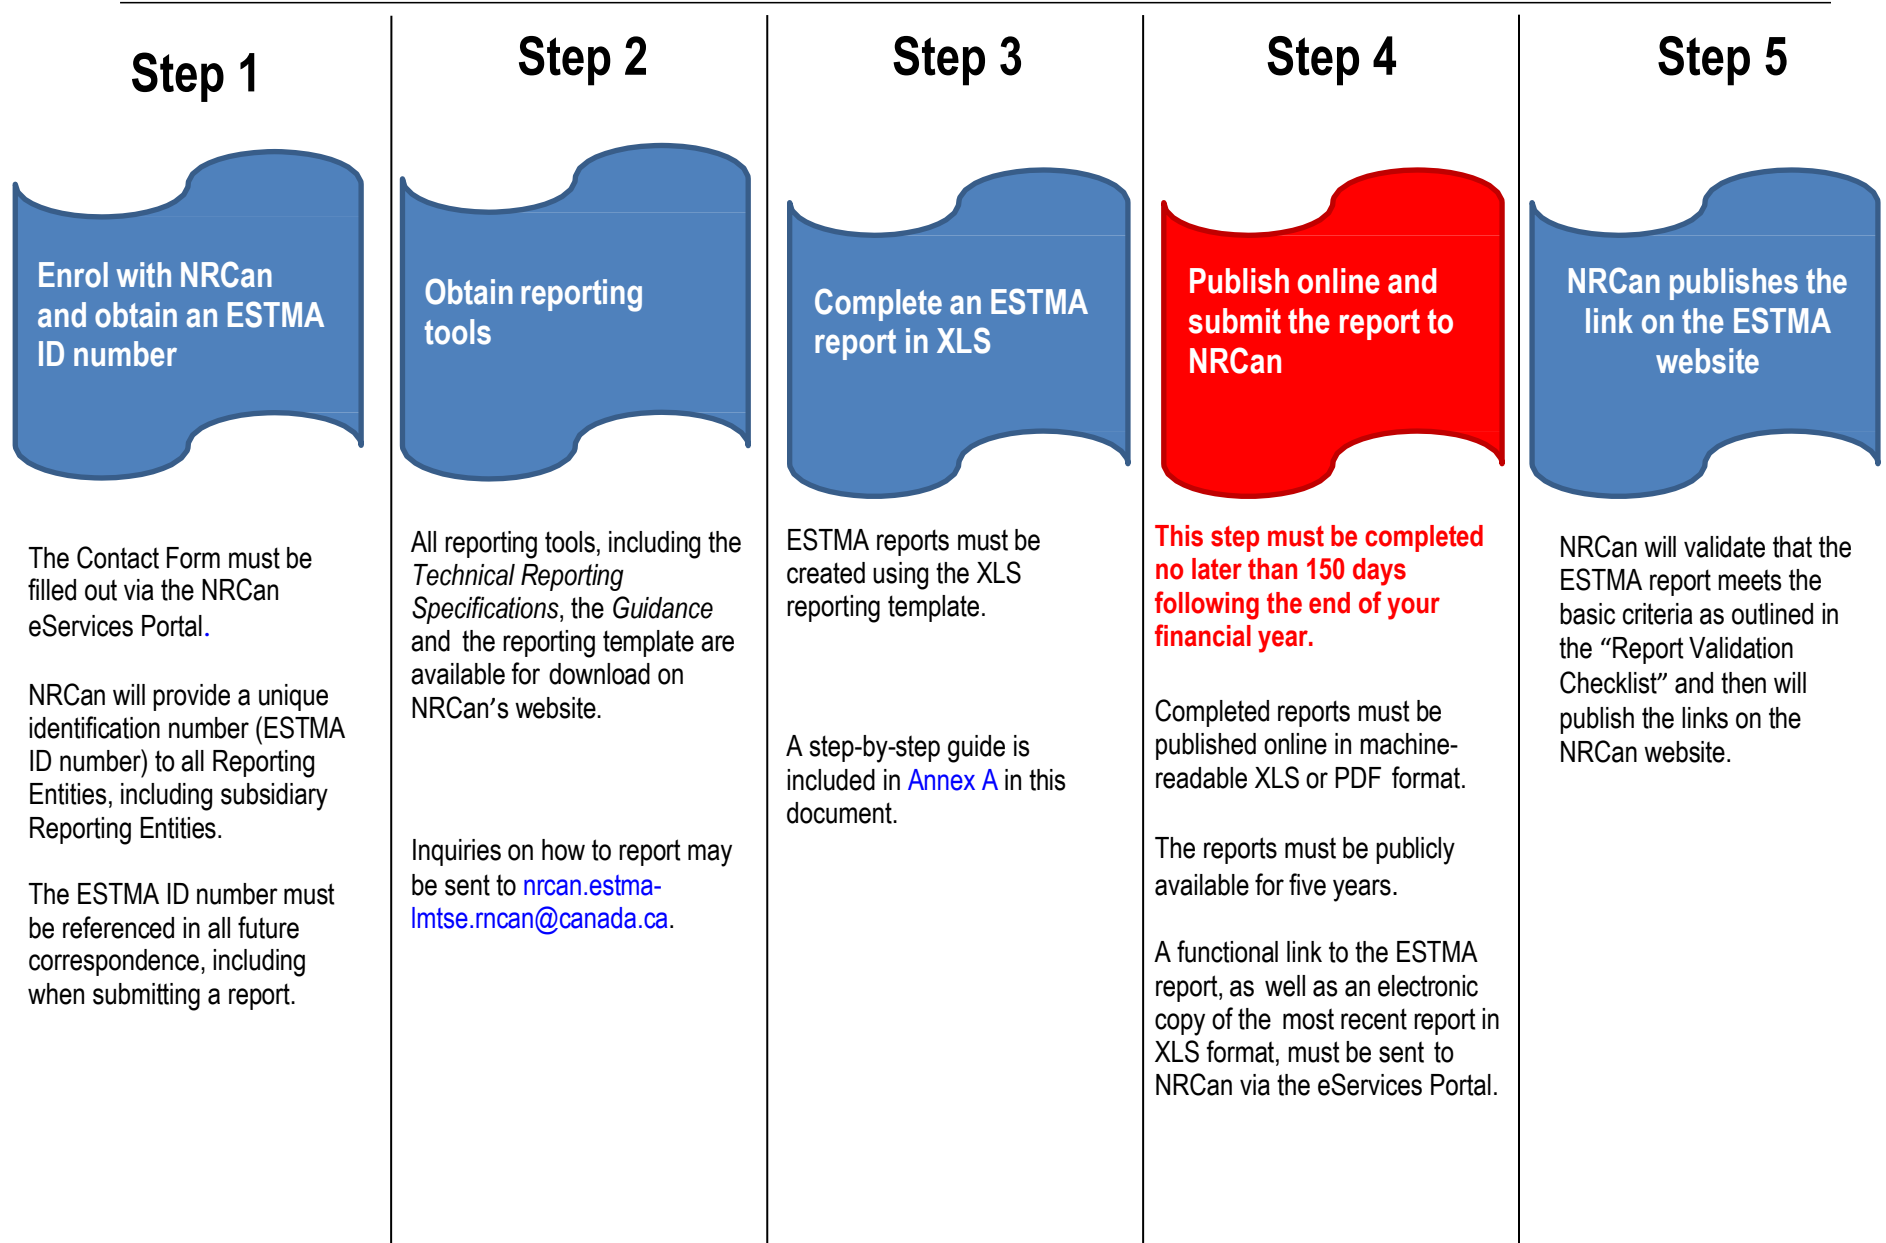 Step 1
Enrol with NRCan
and obtain an ESTMA
ID number
The Contact Form must be
filled out via the NRCan
eServices Portal.
NRCan will provide a unique
identification number (ESTMA
ID number) to all Reporting
Entities, including subsidiary
Reporting Entities.
The ESTMA ID number must
be referenced in all future
correspondence, including
when submitting a report.
Step 2
Obtain reporting
tools
All reporting tools, including the
Technical Reporting
Specifications, the Guidance
and the reporting template are
available for download on
NRCan's website.
Inquiries on how to report may
be sent to nrcan.estma-
lmtse.rncan@canada.ca.
Step 3
Complete an ESTMA
report in XLS
ESTMA reports must be
created using the XLS
reporting template.
A step-by-step guide is
included in Annex A in this
document.
Step 4
Publish online and
submit the report to
NRCan
This step must be completed
no later than 150 days
following the end of your
financial year.
Completed reports must be
published online in machine-
readable XLS or PDF format.
The reports must be publicly
available for five years.
A functional link to the ESTMA
report, as well as an electronic
copy of the most recent report in
XLS format, must be sent to
NRCan via the eServices Portal.
Step 5
NRCan publishes the
link on the ESTMA
website
NRCan will validate that the
ESTMA report meets the
basic criteria as outlined in
the “Report Validation
Checklist” and then will
publish the links on the
NRCan website.